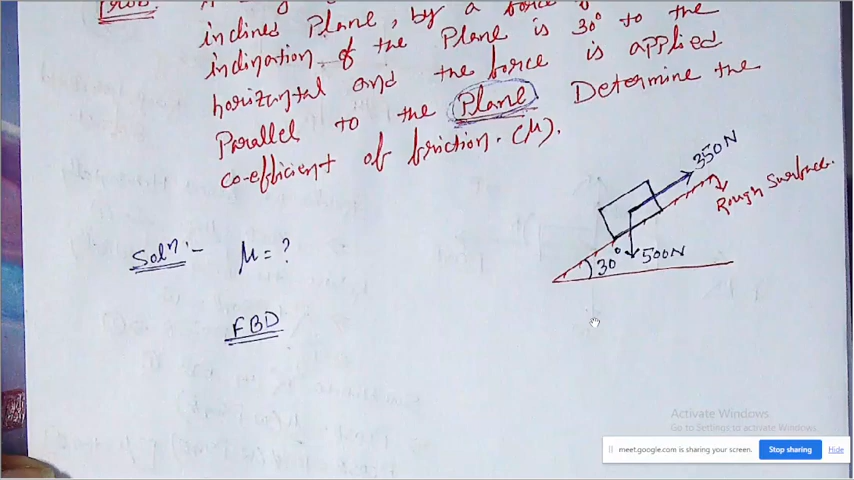 inclined Plane, by a force
inclination of the Plane is 30° to the
horizontal and the force is applied
Parallel to the Plane Determine the
co-efficient of friction. (μ).
350N
Rough Surface.
30° 500N
Soln:- μ = ?
FBD
Activate Windows
Go to Settings to activate Windows.
meet.google.com is sharing your screen. Stop sharing Hide